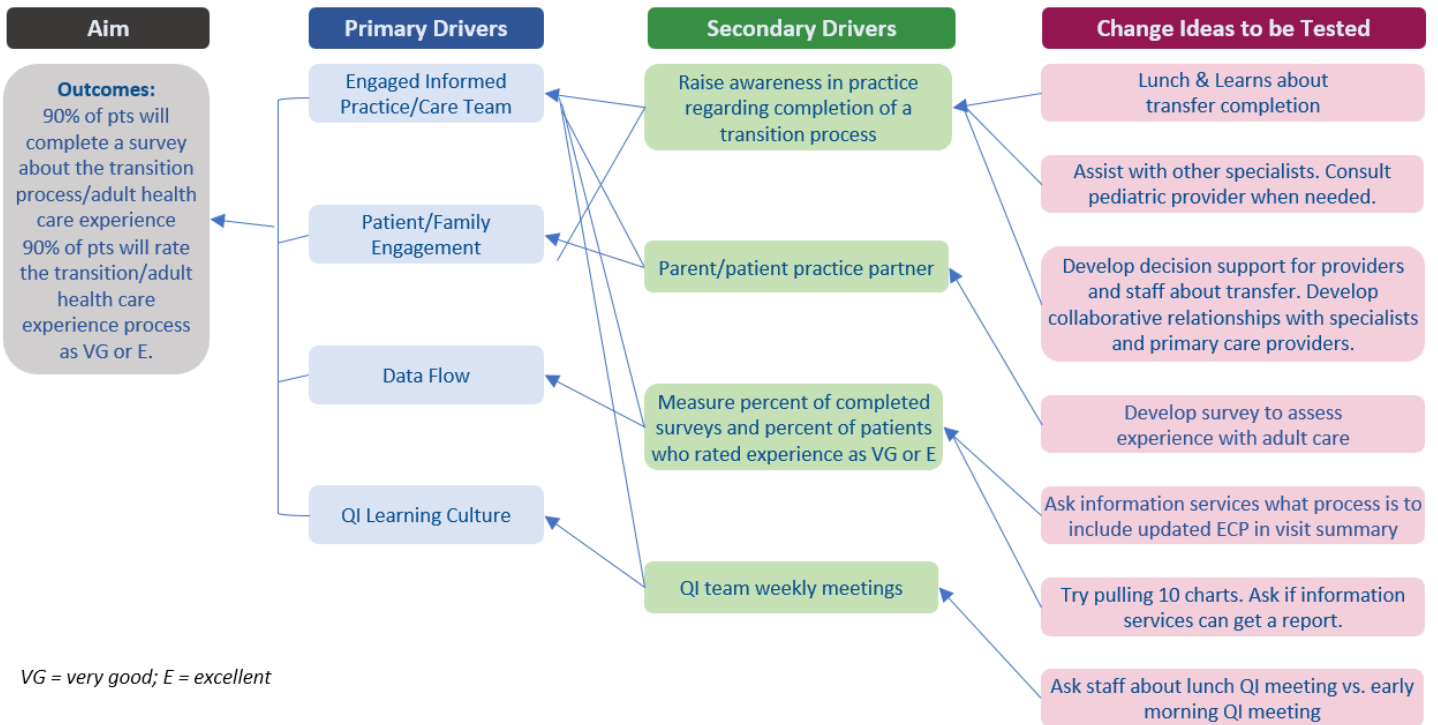 Aim
Primary Drivers
Secondary Drivers
Change Ideas to be Tested
Outcomes:
90% of pts will
complete a survey
about the transition
process/adult health
care experience
90% of pts will rate
the transition/adult
health care
experience process
as VG or E.
Engaged Informed
Practice/Care Team
Patient/Family
Engagement
Data Flow
QI Learning Culture
Raise awareness in practice
regarding completion of a
transition process
Parent/patient practice partner
Measure percent of completed
surveys and percent of patients
who rated experience as VG or E
QI team weekly meetings
Lunch & Learns about
transfer completion
Assist with other specialists. Consult
pediatric provider when needed.
Develop decision support for providers
and staff about transfer. Develop
collaborative relationships with specialists
and primary care providers.
Develop survey to assess
experience with adult care
Ask information services what process is to
include updated ECP in visit summary
Try pulling 10 charts. Ask if information
services can get a report.
Ask staff about lunch QI meeting vs. early
morning QI meeting
VG = very good; E = excellent